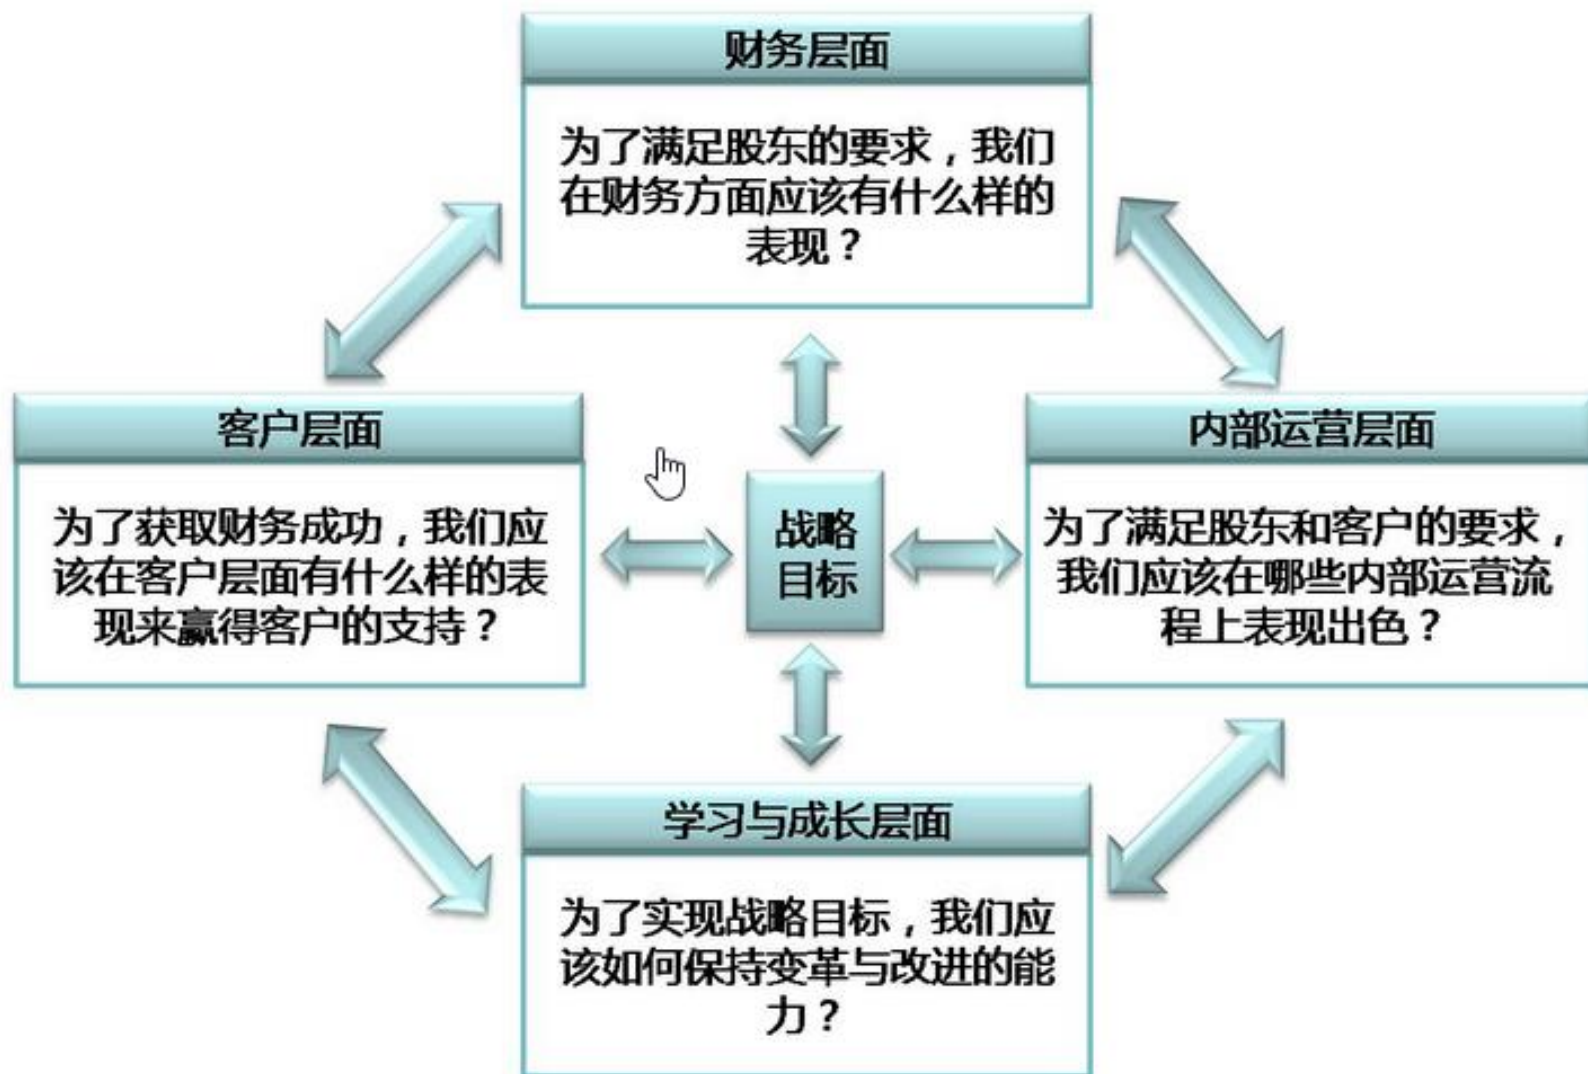 财务层面
为了满足股东的要求，我们
在财务方面应该有什么样的
表现？
客户层面
为了获取财务成功，我们应
该在客户层面有什么样的表
现来赢得客户的支持？
战略
目标
内部运营层面
为了满足股东和客户的要求，
我们应该在哪些内部运营流
程上表现出色？
学习与成长层面
为了实现战略目标，我们应
该如何保持变革与改进的能
力？